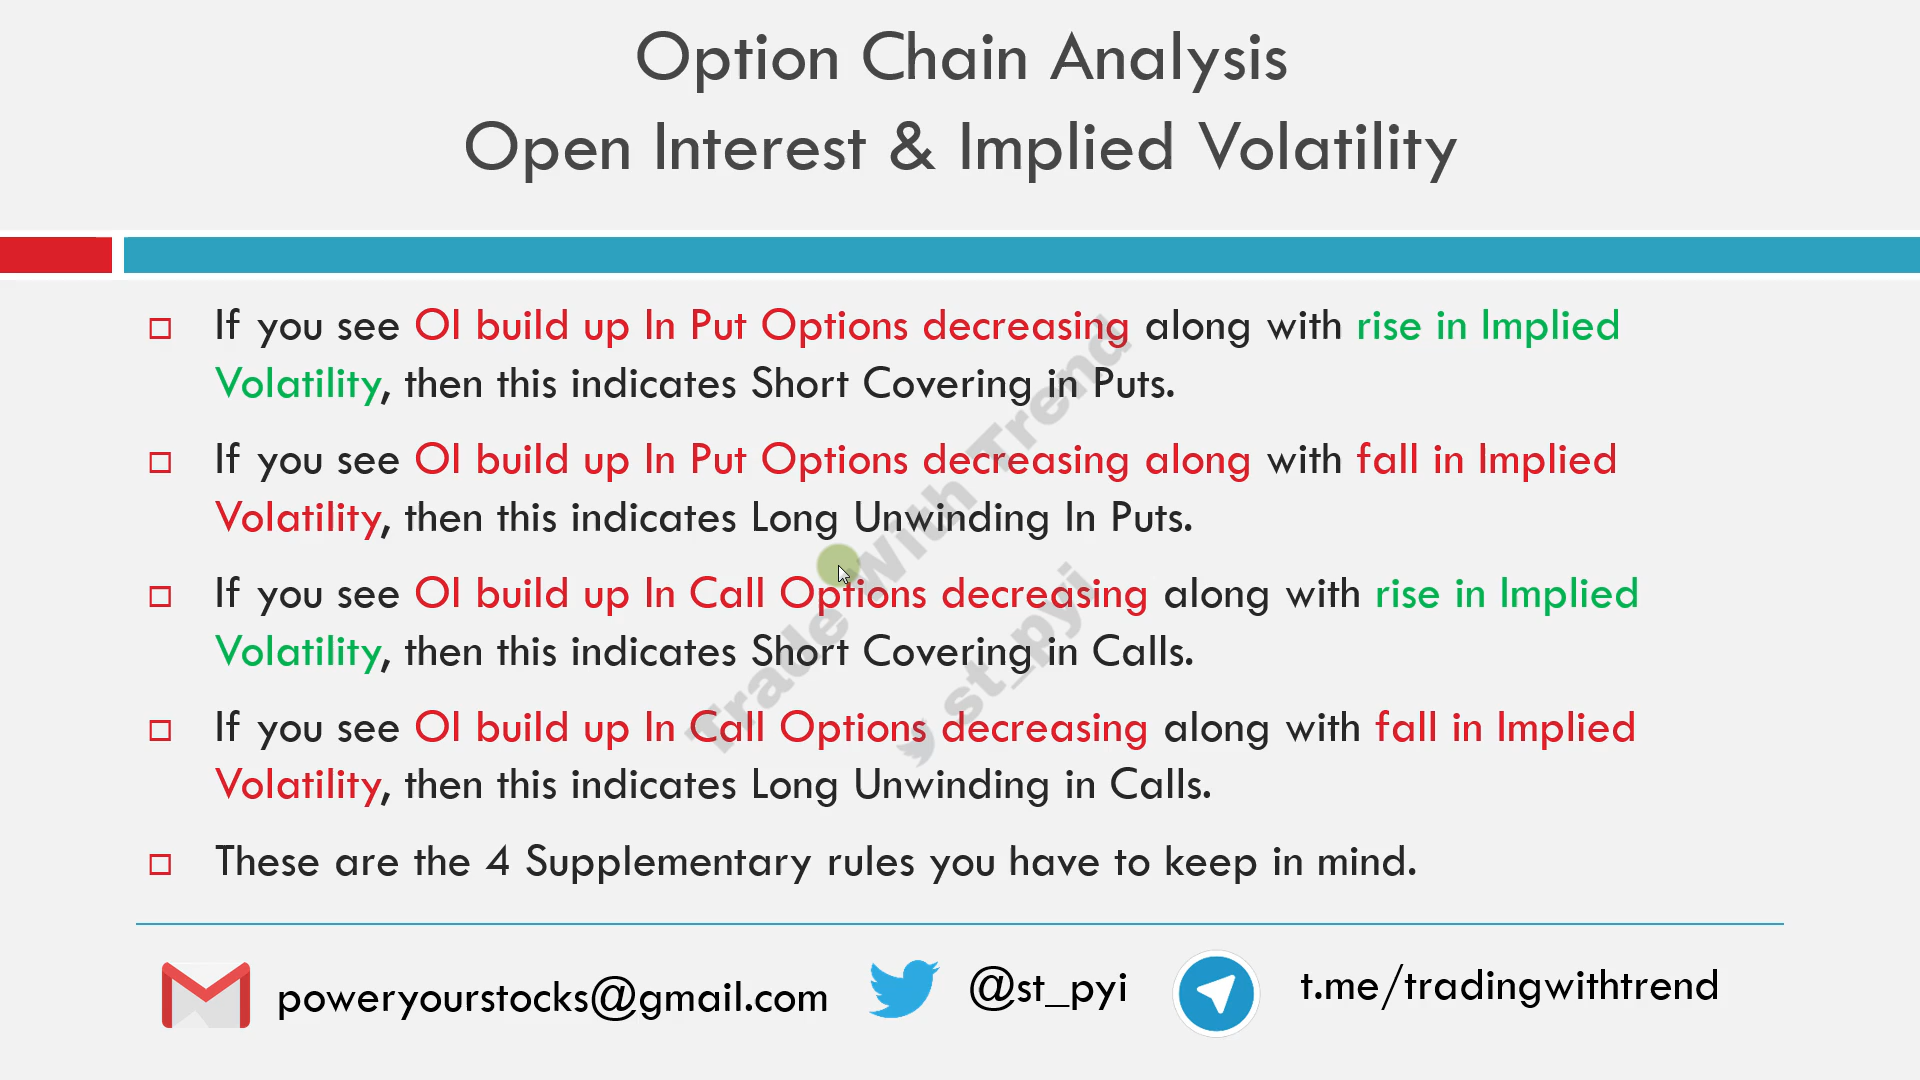 Option Chain Analysis
Open Interest & Implied Volatility
If you see OI build up In Put Options decreasing along with rise in Implied
Volatility, then this indicates Short Covering in Puts.
If you see OI build up In Put Options decreasing along with fall in Implied
Volatility, then this indicates Long Unwinding In Puts.
If you see OI build up In Call Options decreasing along with rise in Implied
Volatility, then this indicates Short Covering in Calls.
If you see OI build up In Call Options decreasing along with fall in Implied
Volatility, then this indicates Long Unwinding in Calls.
These are the 4 Supplementary rules you have to keep in mind.
Trade With Trend
st_pyi
poweryourstocks@gmail.com
@st_pyi
t.me/tradingwithtrend